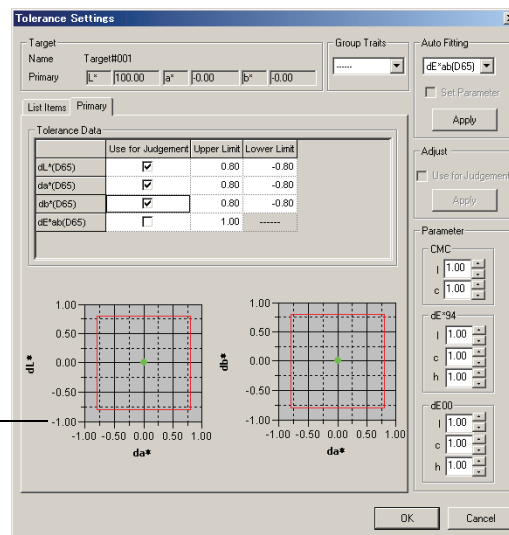 Tolerance Settings
Target
Name Target#001
Primary L* 100.00 a* -0.00 b* -0.00
Group Traits
------
Auto Fitting
dE*ab(D65)
Set Parameter
Apply
List Items Primary
Tolerance Data
Use for Judgement Upper Limit Lower Limit
dL*(D65) 0.80 -0.80
da*(D65) 0.80 -0.80
db*(D65) 0.80 -0.80
dE*ab(D65) 1.00 ------
Adjust
Use for Judgement
Apply
Parameter
CMC
l 1.00
c 1.00
dE*94
l 1.00
c 1.00
h 1.00
dE00
l 1.00
c 1.00
h 1.00
dL*
1.00
0.50
0.00
-0.50
-1.00
-1.00 -0.50 0.00 0.50 1.00
da*
db*
1.00
0.50
0.00
-0.50
-1.00
-1.00 -0.50 0.00 0.50 1.00
da*
OK Cancel